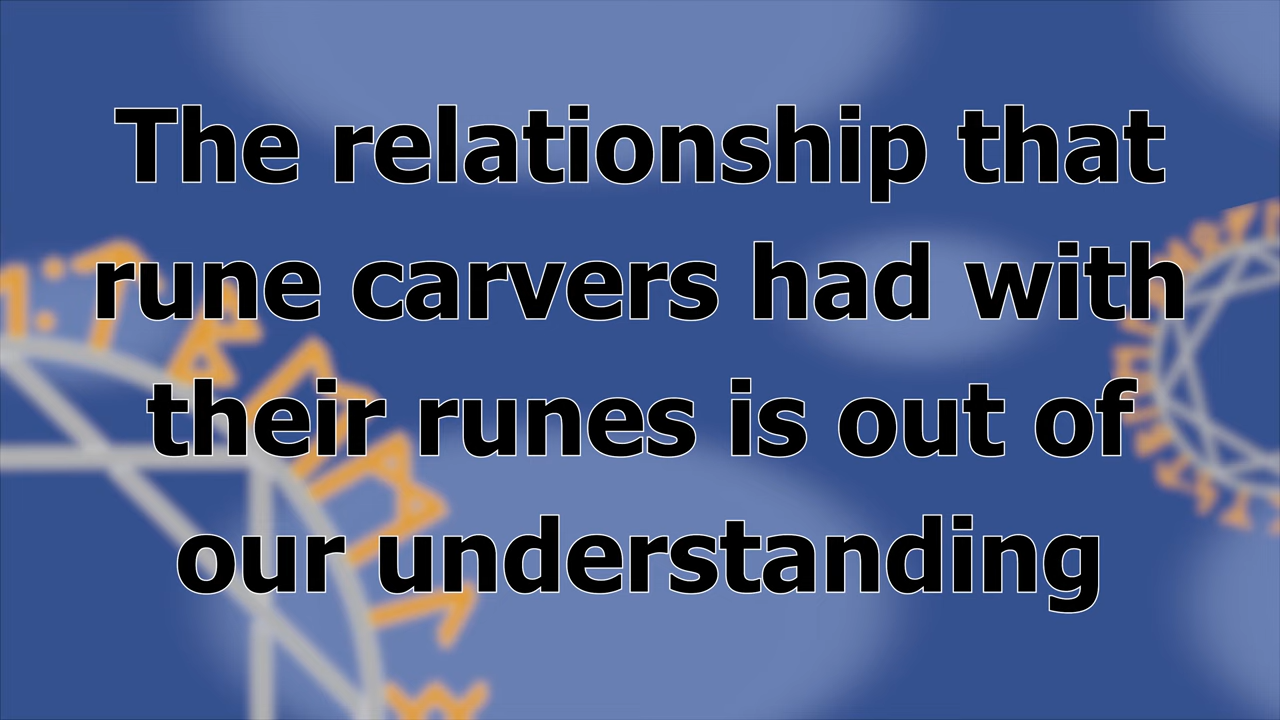 The relationship that
rune carvers had with
their runes is out of
our understanding